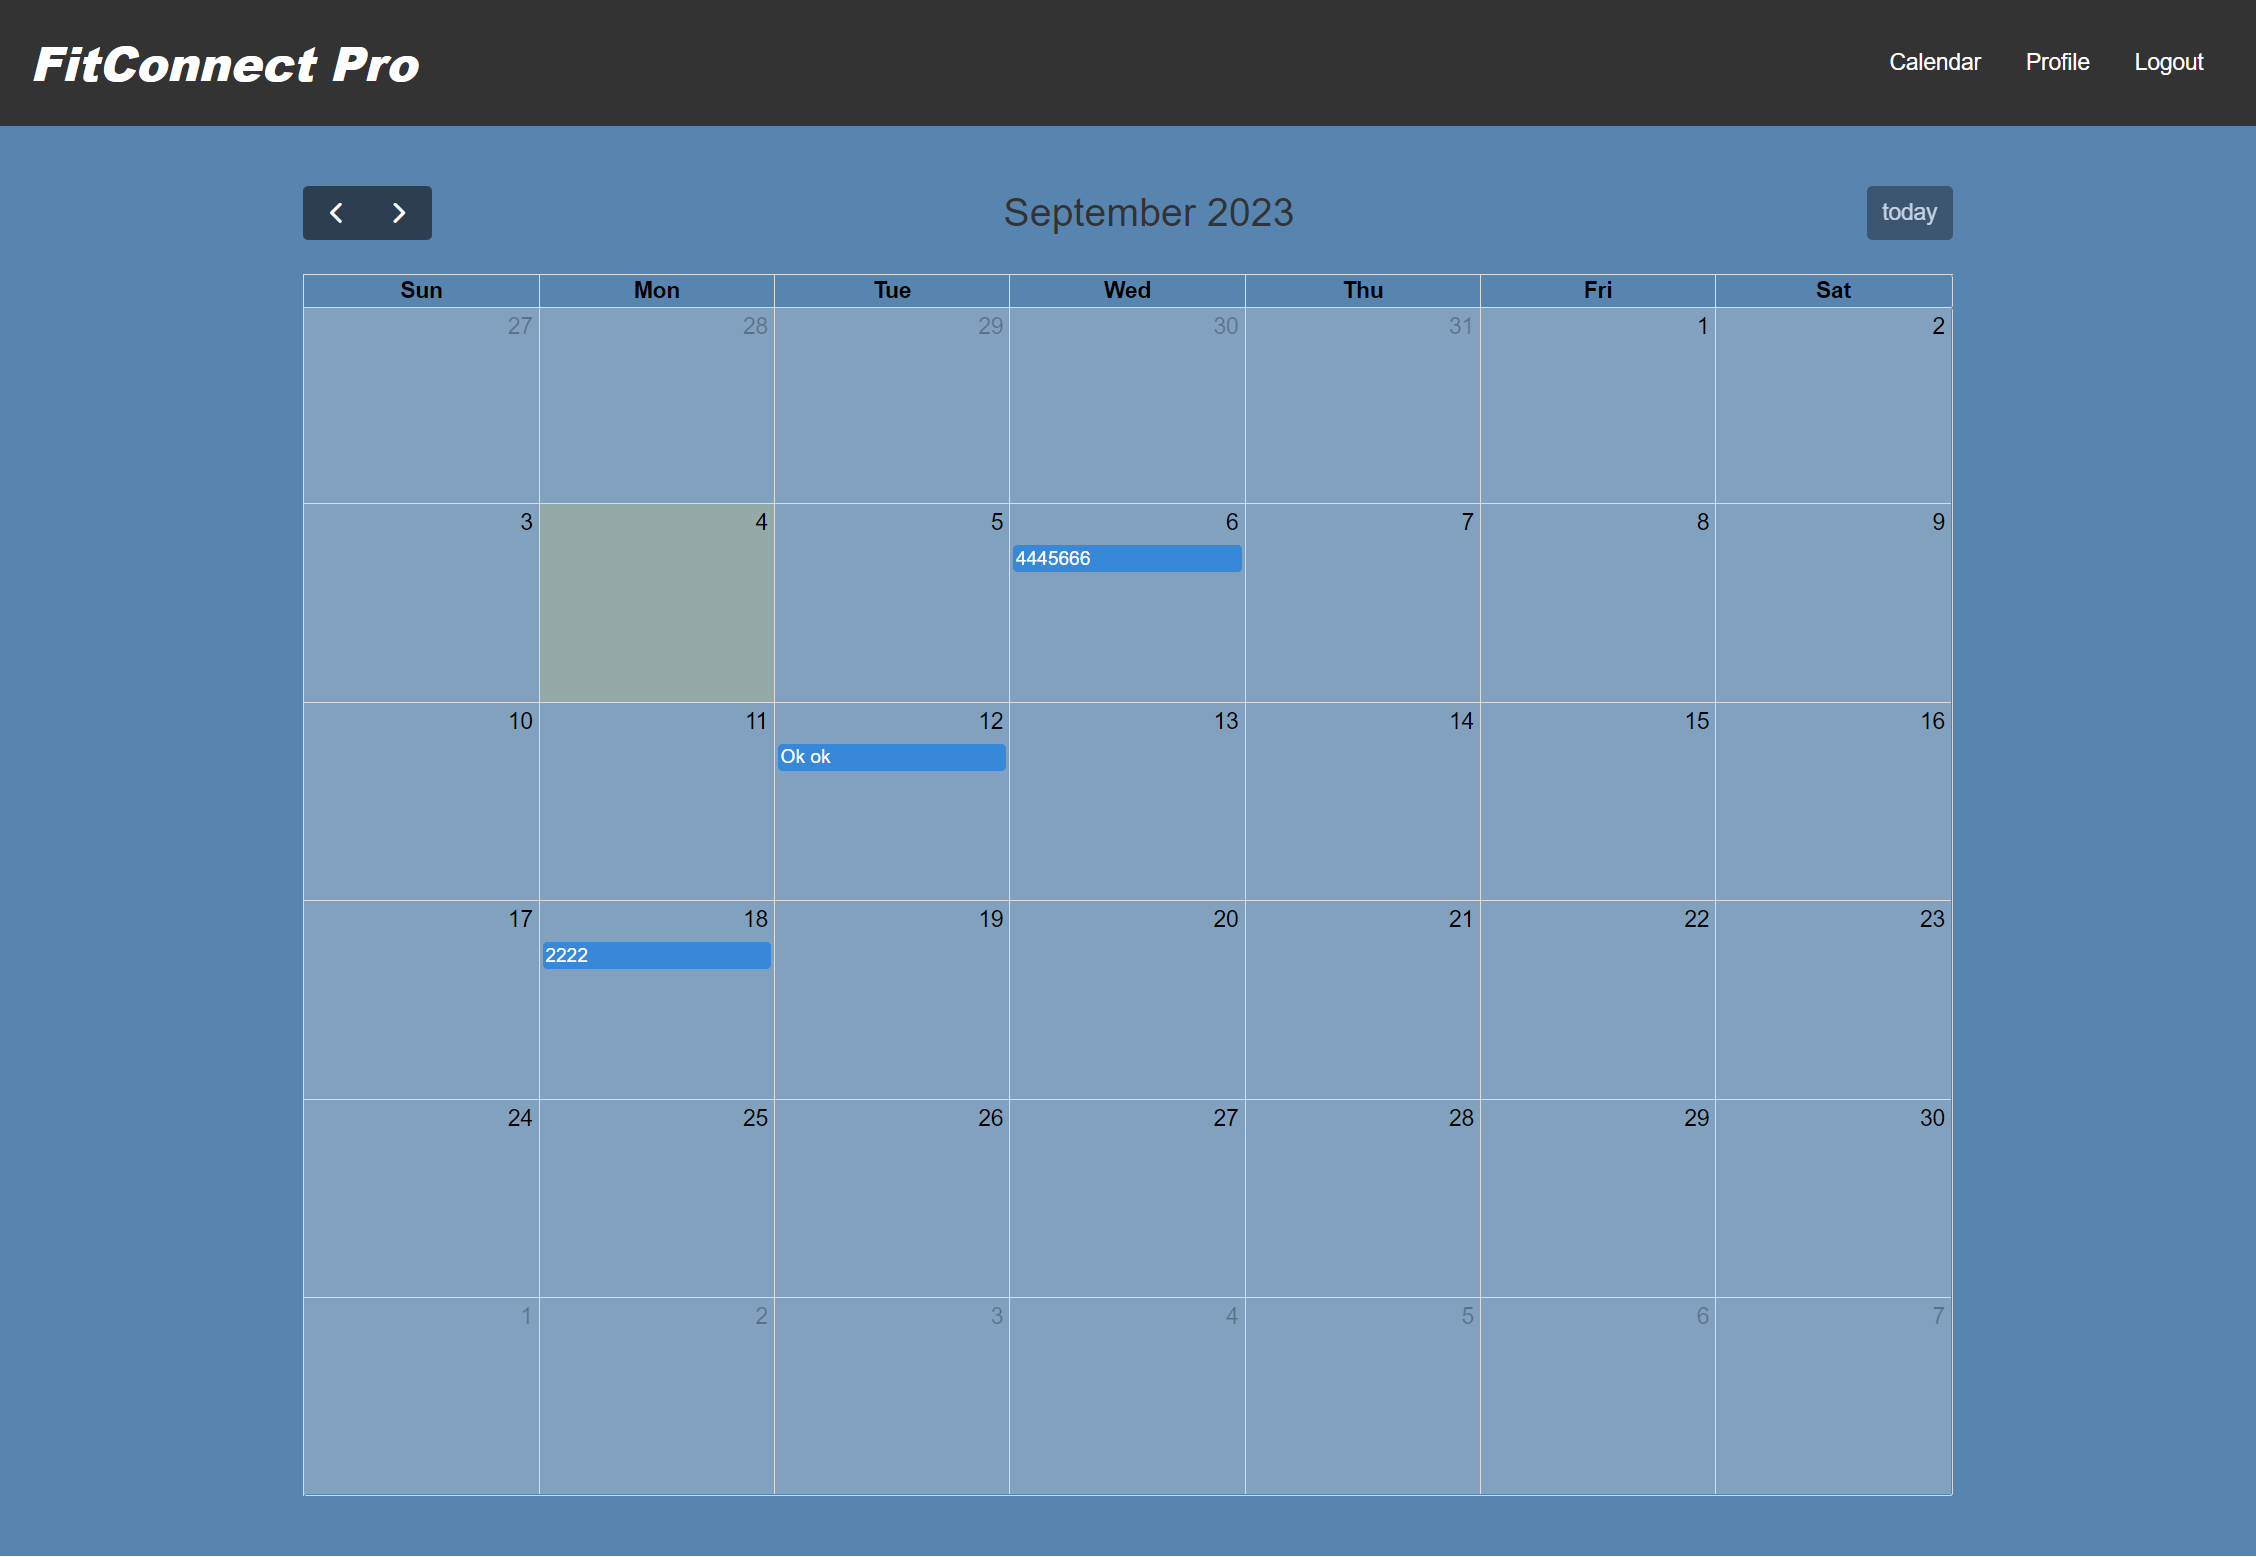 FitConnect Pro
Calendar Profile Logout
September 2023
today
Sun Mon Tue Wed Thu Fri Sat
27 28 29 30 31 1 2
3 4 5 6 7 8 9
4445666
10 11 12 13 14 15 16
Ok ok
17 18 19 20 21 22 23
2222
24 25 26 27 28 29 30
1 2 3 4 5 6 7